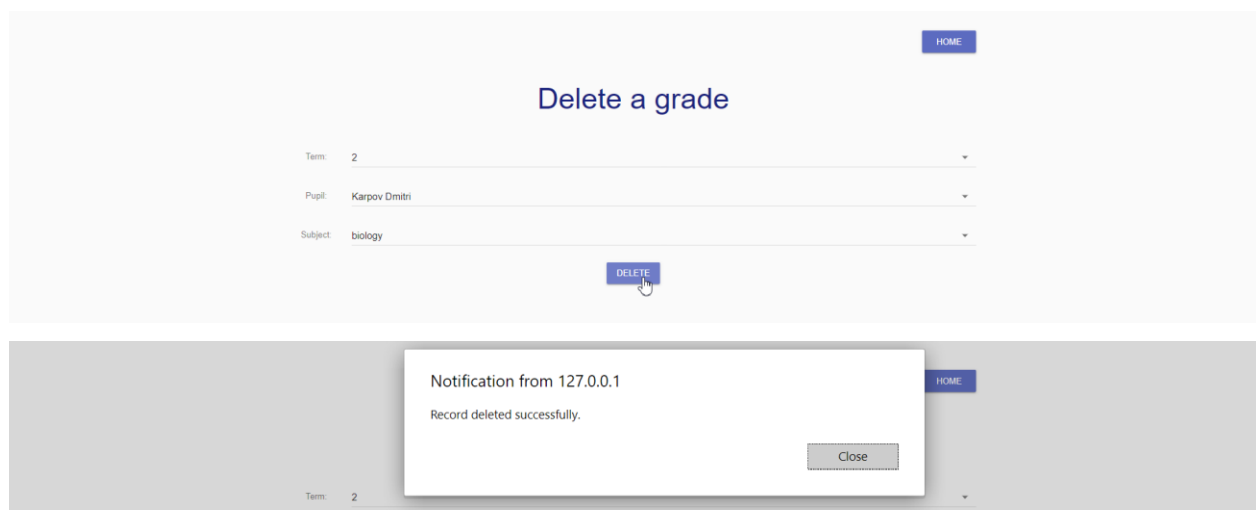 HOME
Delete a grade
Term: 2
Pupil: Karpov Dmitri
Subject: biology
DELETE
Notification from 127.0.0.1
HOME
Record deleted successfully.
Close
Term: 2